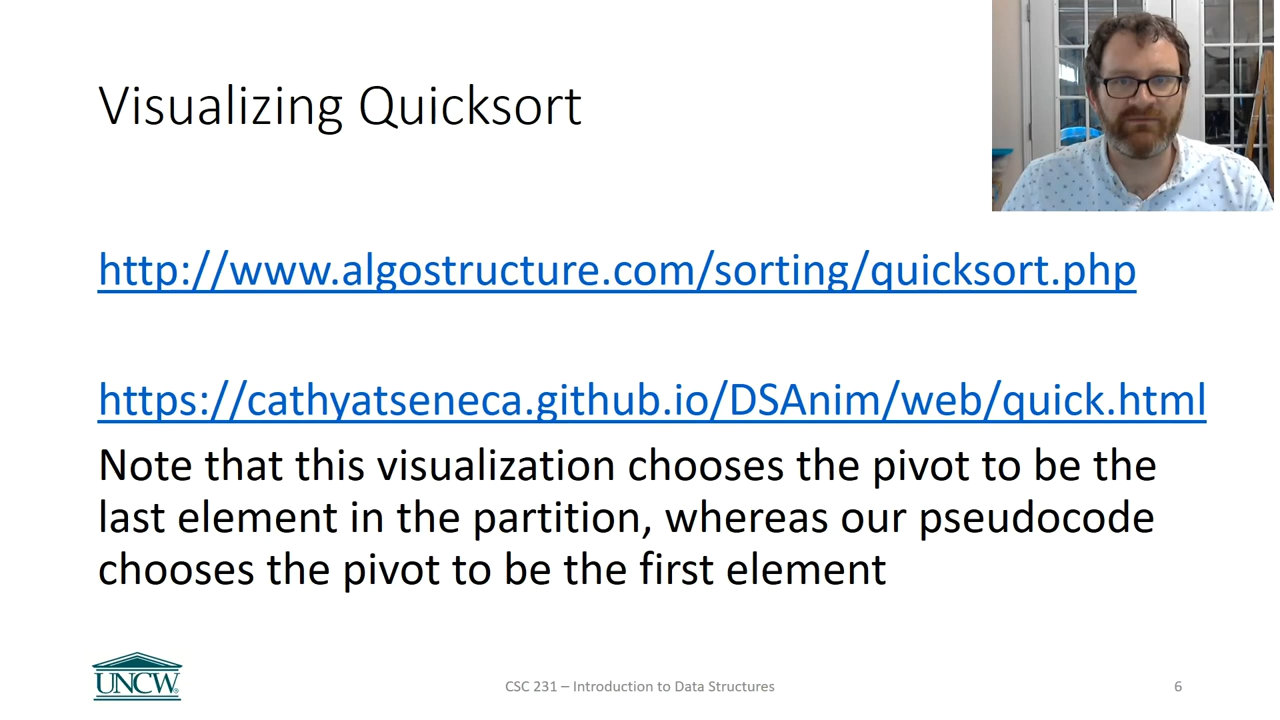 Visualizing Quicksort
http://www.algostructure.com/sorting/quicksort.php
https://cathyatseneca.github.io/DSAnim/web/quick.html
Note that this visualization chooses the pivot to be the
last element in the partition, whereas our pseudocode
chooses the pivot to be the first element
UNCW®
CSC 231 – Introduction to Data Structures
6